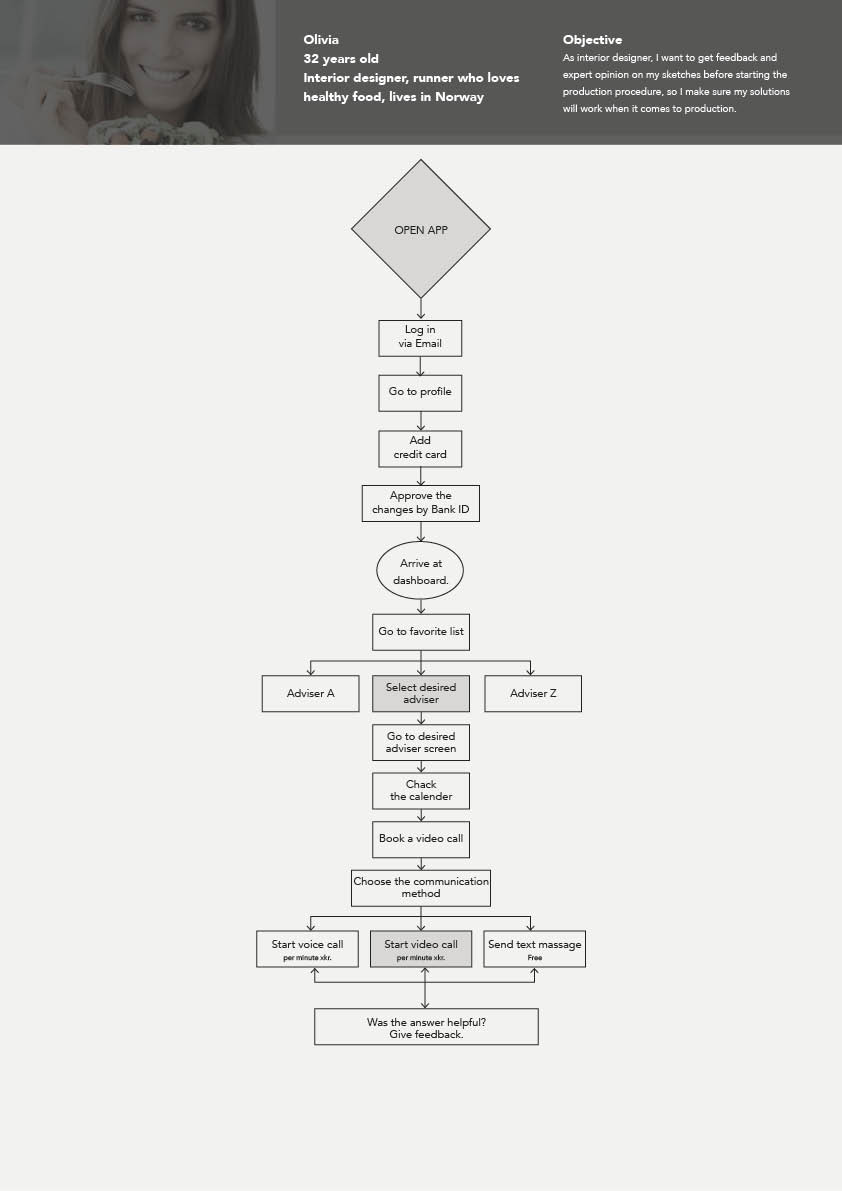 Olivia
32 years old
Interior designer, runner who loves
healthy food, lives in Norway
Objective
As interior designer, I want to get feedback and
expert opinion on my sketches before starting the
production procedure, so I make sure my solutions
will work when it comes to production.
OPEN APP
Log in
via Email
Go to profile
Add
credit card
Approve the
changes by Bank ID
Arrive at
dashboard.
Go to favorite list
Adviser A
Select desired
adviser
Adviser Z
Go to desired
adviser screen
Chack
the calender
Book a video call
Choose the communication
method
Start voice call
per minute xkr.
Start video call
per minute xkr.
Send text massage
Free
Was the answer helpful?
Give feedback.